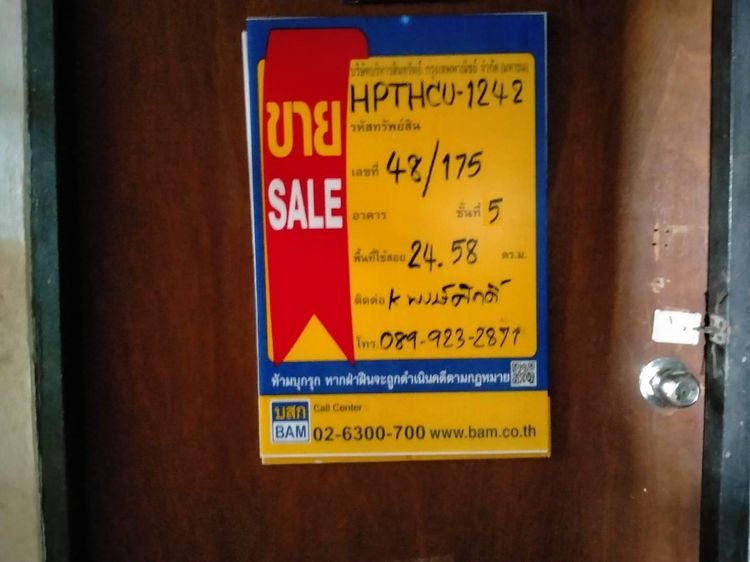 บริษัทบริหารสินทรัพย์ กรุงเทพพาณิชย์ จำกัด (มหาชน)
ขาย
SALE
HPTHCU-1242
รหัสทรัพย์สิน
เลขที่ 48/175
อาคาร ชั้นที่ 5
พื้นที่ใช้สอย 24.58 ตร.ม.
ติดต่อ K พงษ์ศักดิ์
โทร. 089-923-2871
ห้ามบุกรุก หากฝ่าฝืนจะถูกดำเนินคดีตามกฎหมาย
บสก
BAM
Call Center :
02-6300-700 www.bam.co.th